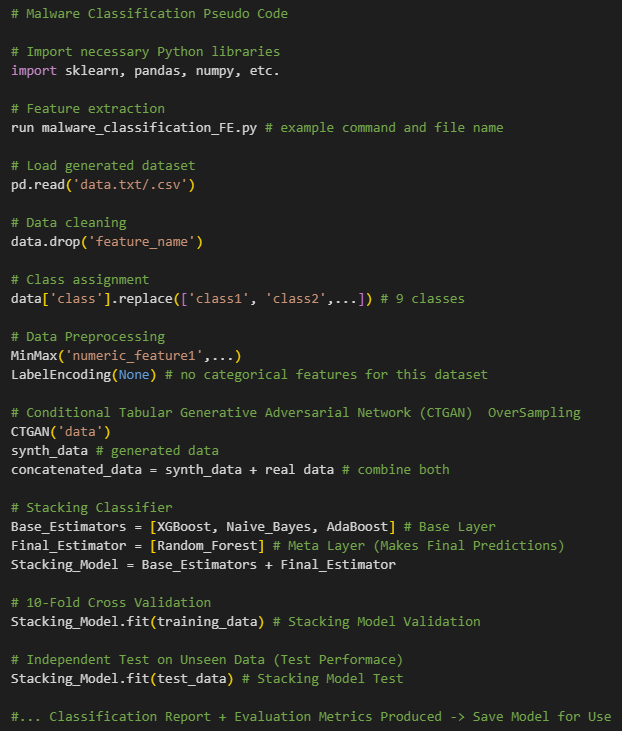 # Malware Classification Pseudo Code
# Import necessary Python libraries
import sklearn, pandas, numpy, etc.
# Feature extraction
run malware_classification_FE.py # example command and file name
# Load generated dataset
pd.read('data.txt/.csv')
# Data cleaning
data.drop('feature_name')
# Class assignment
data['class'].replace(['class1', 'class2',...]) # 9 classes
# Data Preprocessing
MinMax('numeric_feature1',...)
LabelEncoding(None) # no categorical features for this dataset
# Conditional Tabular Generative Adversarial Network (CTGAN)  OverSampling
CTGAN('data')
synth_data # generated data
concatenated_data = synth_data + real data # combine both
# Stacking Classifier
Base_Estimators = [XGBoost, Naive_Bayes, AdaBoost] # Base Layer
Final_Estimator = [Random_Forest] # Meta Layer (Makes Final Predictions)
Stacking_Model = Base_Estimators + Final_Estimator
# 10-Fold Cross Validation
Stacking_Model.fit(training_data) # Stacking Model Validation
# Independent Test on Unseen Data (Test Performace)
Stacking_Model.fit(test_data) # Stacking Model Test
#... Classification Report + Evaluation Metrics Produced -> Save Model for Use